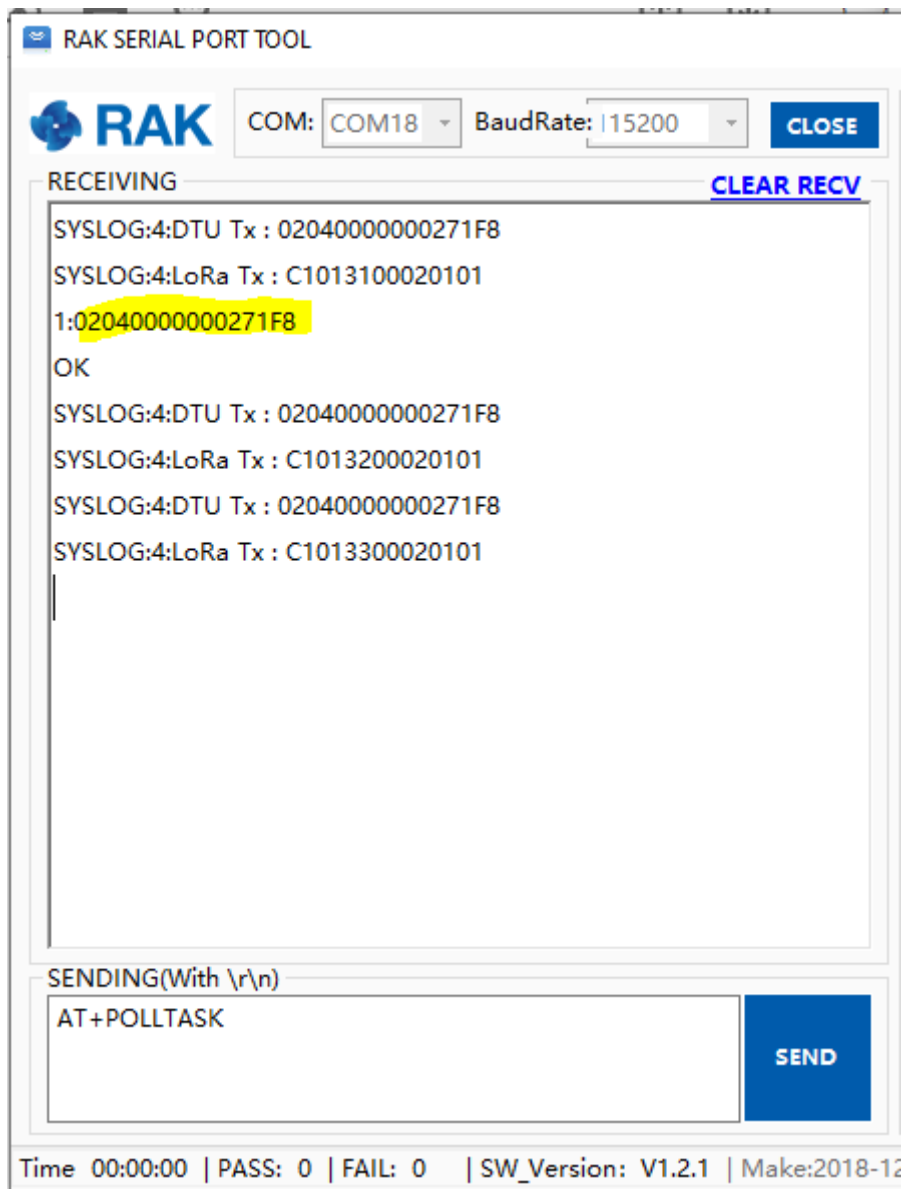 RAK SERIAL PORT TOOL
RAK COM: COM18 BaudRate: 115200 CLOSE
RECEIVING CLEAR RECV
SYSLOG:4:DTU Tx : 02040000000271F8
SYSLOG:4:LoRa Tx : C1013100020101
1:02040000000271F8
OK
SYSLOG:4:DTU Tx : 02040000000271F8
SYSLOG:4:LoRa Tx : C1013200020101
SYSLOG:4:DTU Tx : 02040000000271F8
SYSLOG:4:LoRa Tx : C1013300020101
SENDING(With \r\n)
AT+POLLTASK
SEND
Time 00:00:00 | PASS: 0 | FAIL: 0 | SW_Version: V1.2.1 | Make:2018-12